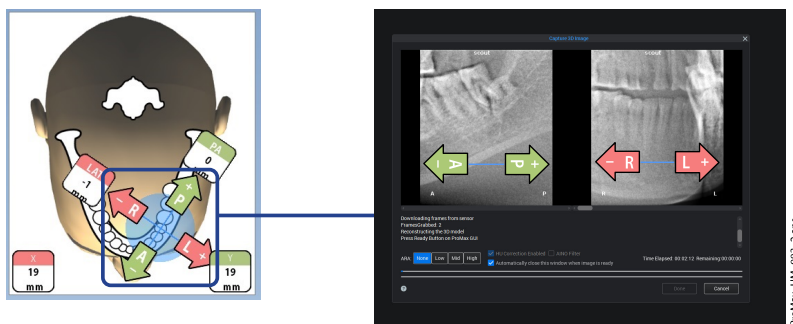 PA
0
mm
LAT
-1
mm
+
P
-
R
A
-
L
+
X
19
mm
Y
19
mm
Capture 3D Image
scout
scout
- A
P +
- R
L +
A
P
R
L
Downloading frames from sensor
FramesGrabbed: 2
Reconstructing the 3D model
Press Ready Button on ProMax GUI
ARA: None Low Mid High
HU Correction Enabled AINO Filter
Automatically close this window when image is ready
Time Elapsed: 00:02:12 Remaining:00:00:00
Done
Cancel